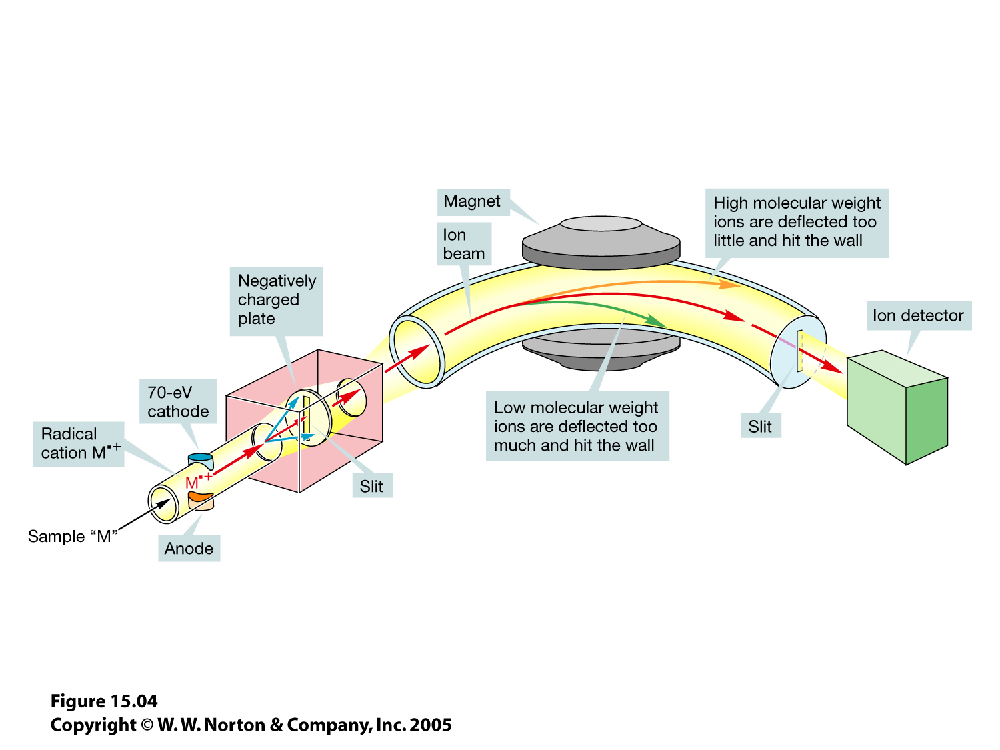 Magnet
Ion
beam
High molecular weight
ions are deflected too
little and hit the wall
Negatively
charged
plate
Ion detector
70-eV
cathode
Radical
cation M•+
M•+
Low molecular weight
ions are deflected too
much and hit the wall
Slit
Slit
Sample “M”
Anode
Figure 15.04
Copyright © W. W. Norton & Company, Inc. 2005